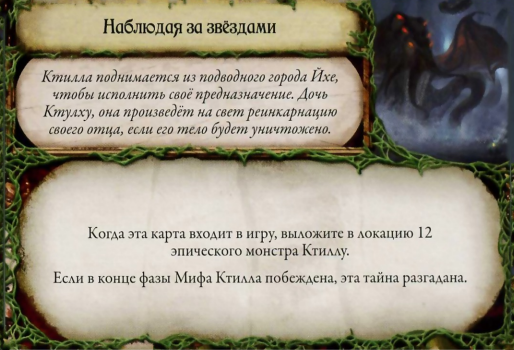 Наблюдая за звёздами
Ктилла поднимается из подводного города Йхе,
чтобы исполнить своё предназначение. Дочь
Ктулху, она произведёт на свет реинкарнацию
своего отца, если его тело будет уничтожено.
Когда эта карта входит в игру, выложите в локацию 12
эпического монстра Ктиллу.
Если в конце фазы Мифа Ктилла побеждена, эта тайна разгадана.